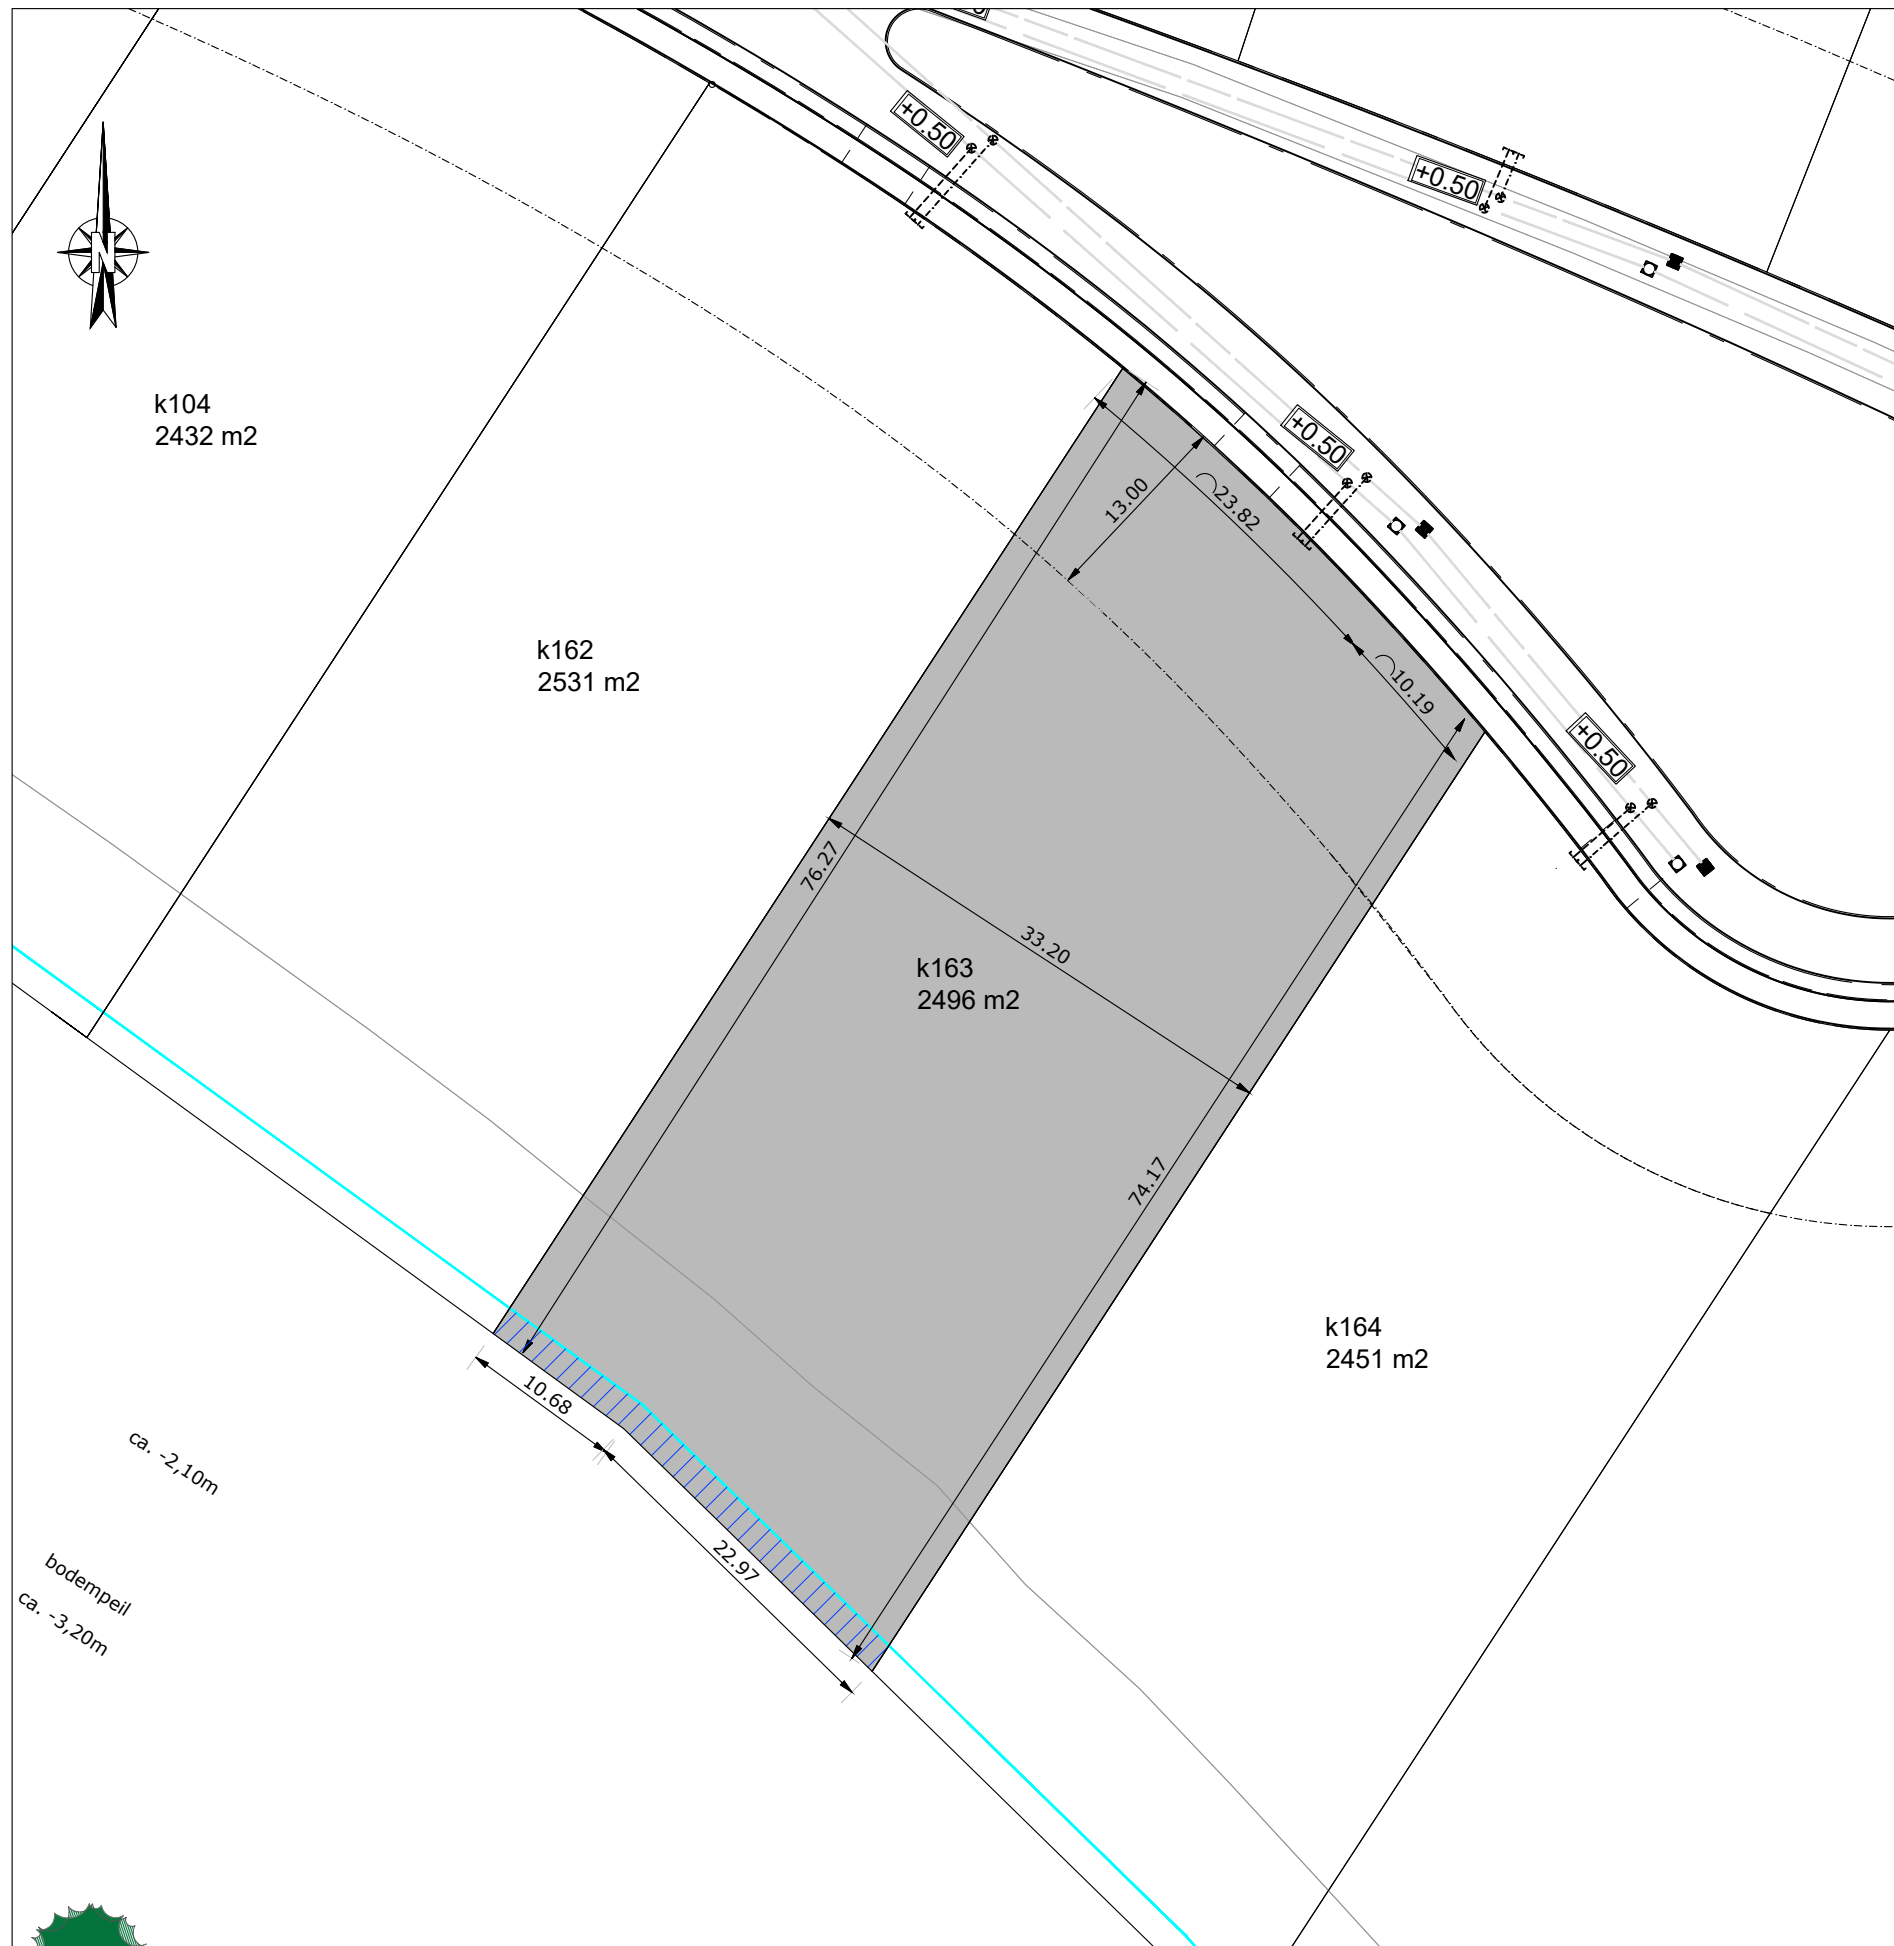 +0.50
+0.50
N
k104
2432 m2
+0.50
23.82
13.00
k162
2531 m2
10.19
+0.50
76.27
33.20
k163
2496 m2
74.17
k164
2451 m2
10.68
ca. -2,10m
22.97
bodempeil
ca. -3,20m